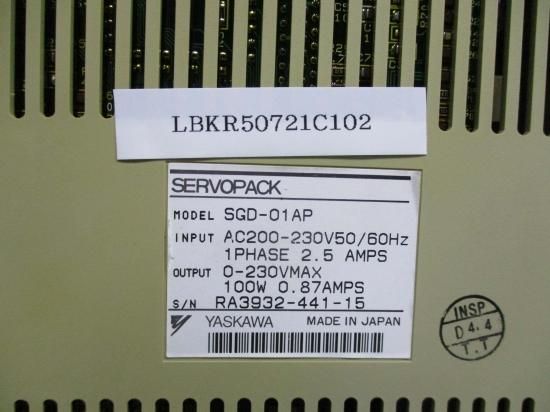 LBKR50721C102
SERVOPACK
MODEL SGD-01AP
INPUT AC200-230V50/60Hz
1PHASE 2.5 AMPS
OUTPUT 0-230VMAX
100W 0.87AMPS
S/N RA3932-441-15
YASKAWA MADE IN JAPAN
INSP
D 4.4
T.T